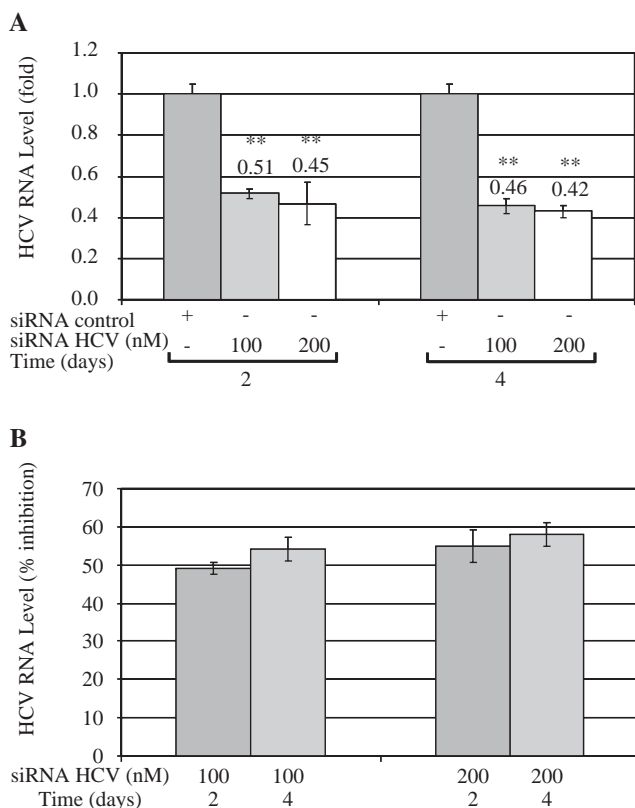 A
HCV RNA Level (fold)
1.2
1.0
0.8
0.6
0.4
0.2
0.0
** **
0.51 0.45
** **
0.46 0.42
siRNA control + - - + - -
siRNA HCV (nM) - 100 200 - 100 200
Time (days)
2 4
B
HCV RNA Level (% inhibition)
70
60
50
40
30
20
10
0
siRNA HCV (nM) 100 100 200 200
Time (days) 2 4 2 4